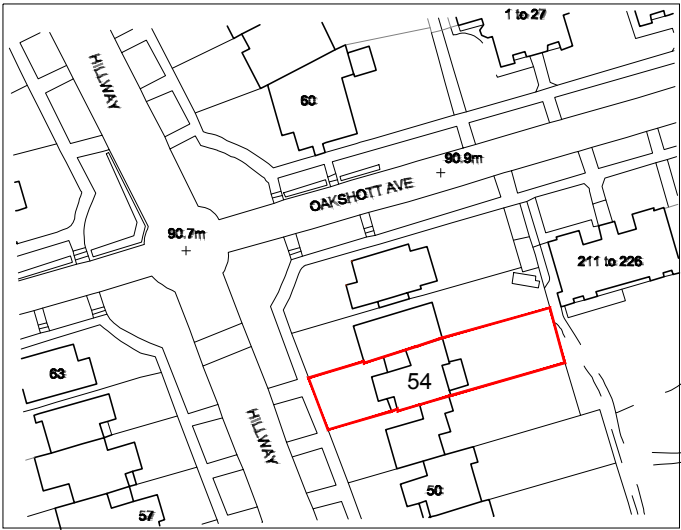 1 to 27
HILLWAY
60
90.9m
OAKSHOTT AVE
90.7m
211 to 226
63
54
HILLWAY
50
57